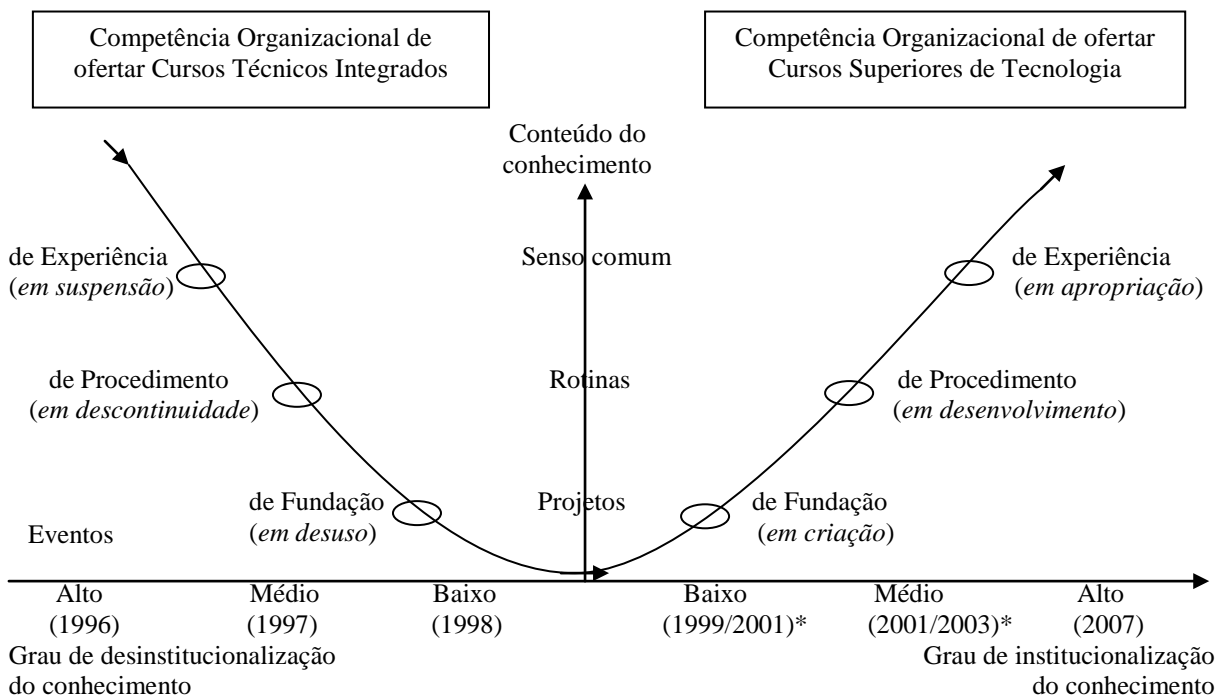 Competência Organizacional de
ofertar Cursos Técnicos Integrados
Competência Organizacional de ofertar
Cursos Superiores de Tecnologia
Conteúdo do
conhecimento
de Experiência
(em suspensão)
Senso comum
de Experiência
(em apropriação)
de Procedimento
(em descontinuidade)
Rotinas
de Procedimento
(em desenvolvimento)
de Fundação
(em desuso)
Projetos
de Fundação
(em criação)
Eventos
Alto
(1996)
Médio
(1997)
Baixo
(1998)
Baixo
(1999/2001)*
Médio
(2001/2003)*
Alto
(2007)
Grau de desinstitucionalização
do conhecimento
Grau de institucionalização
do conhecimento